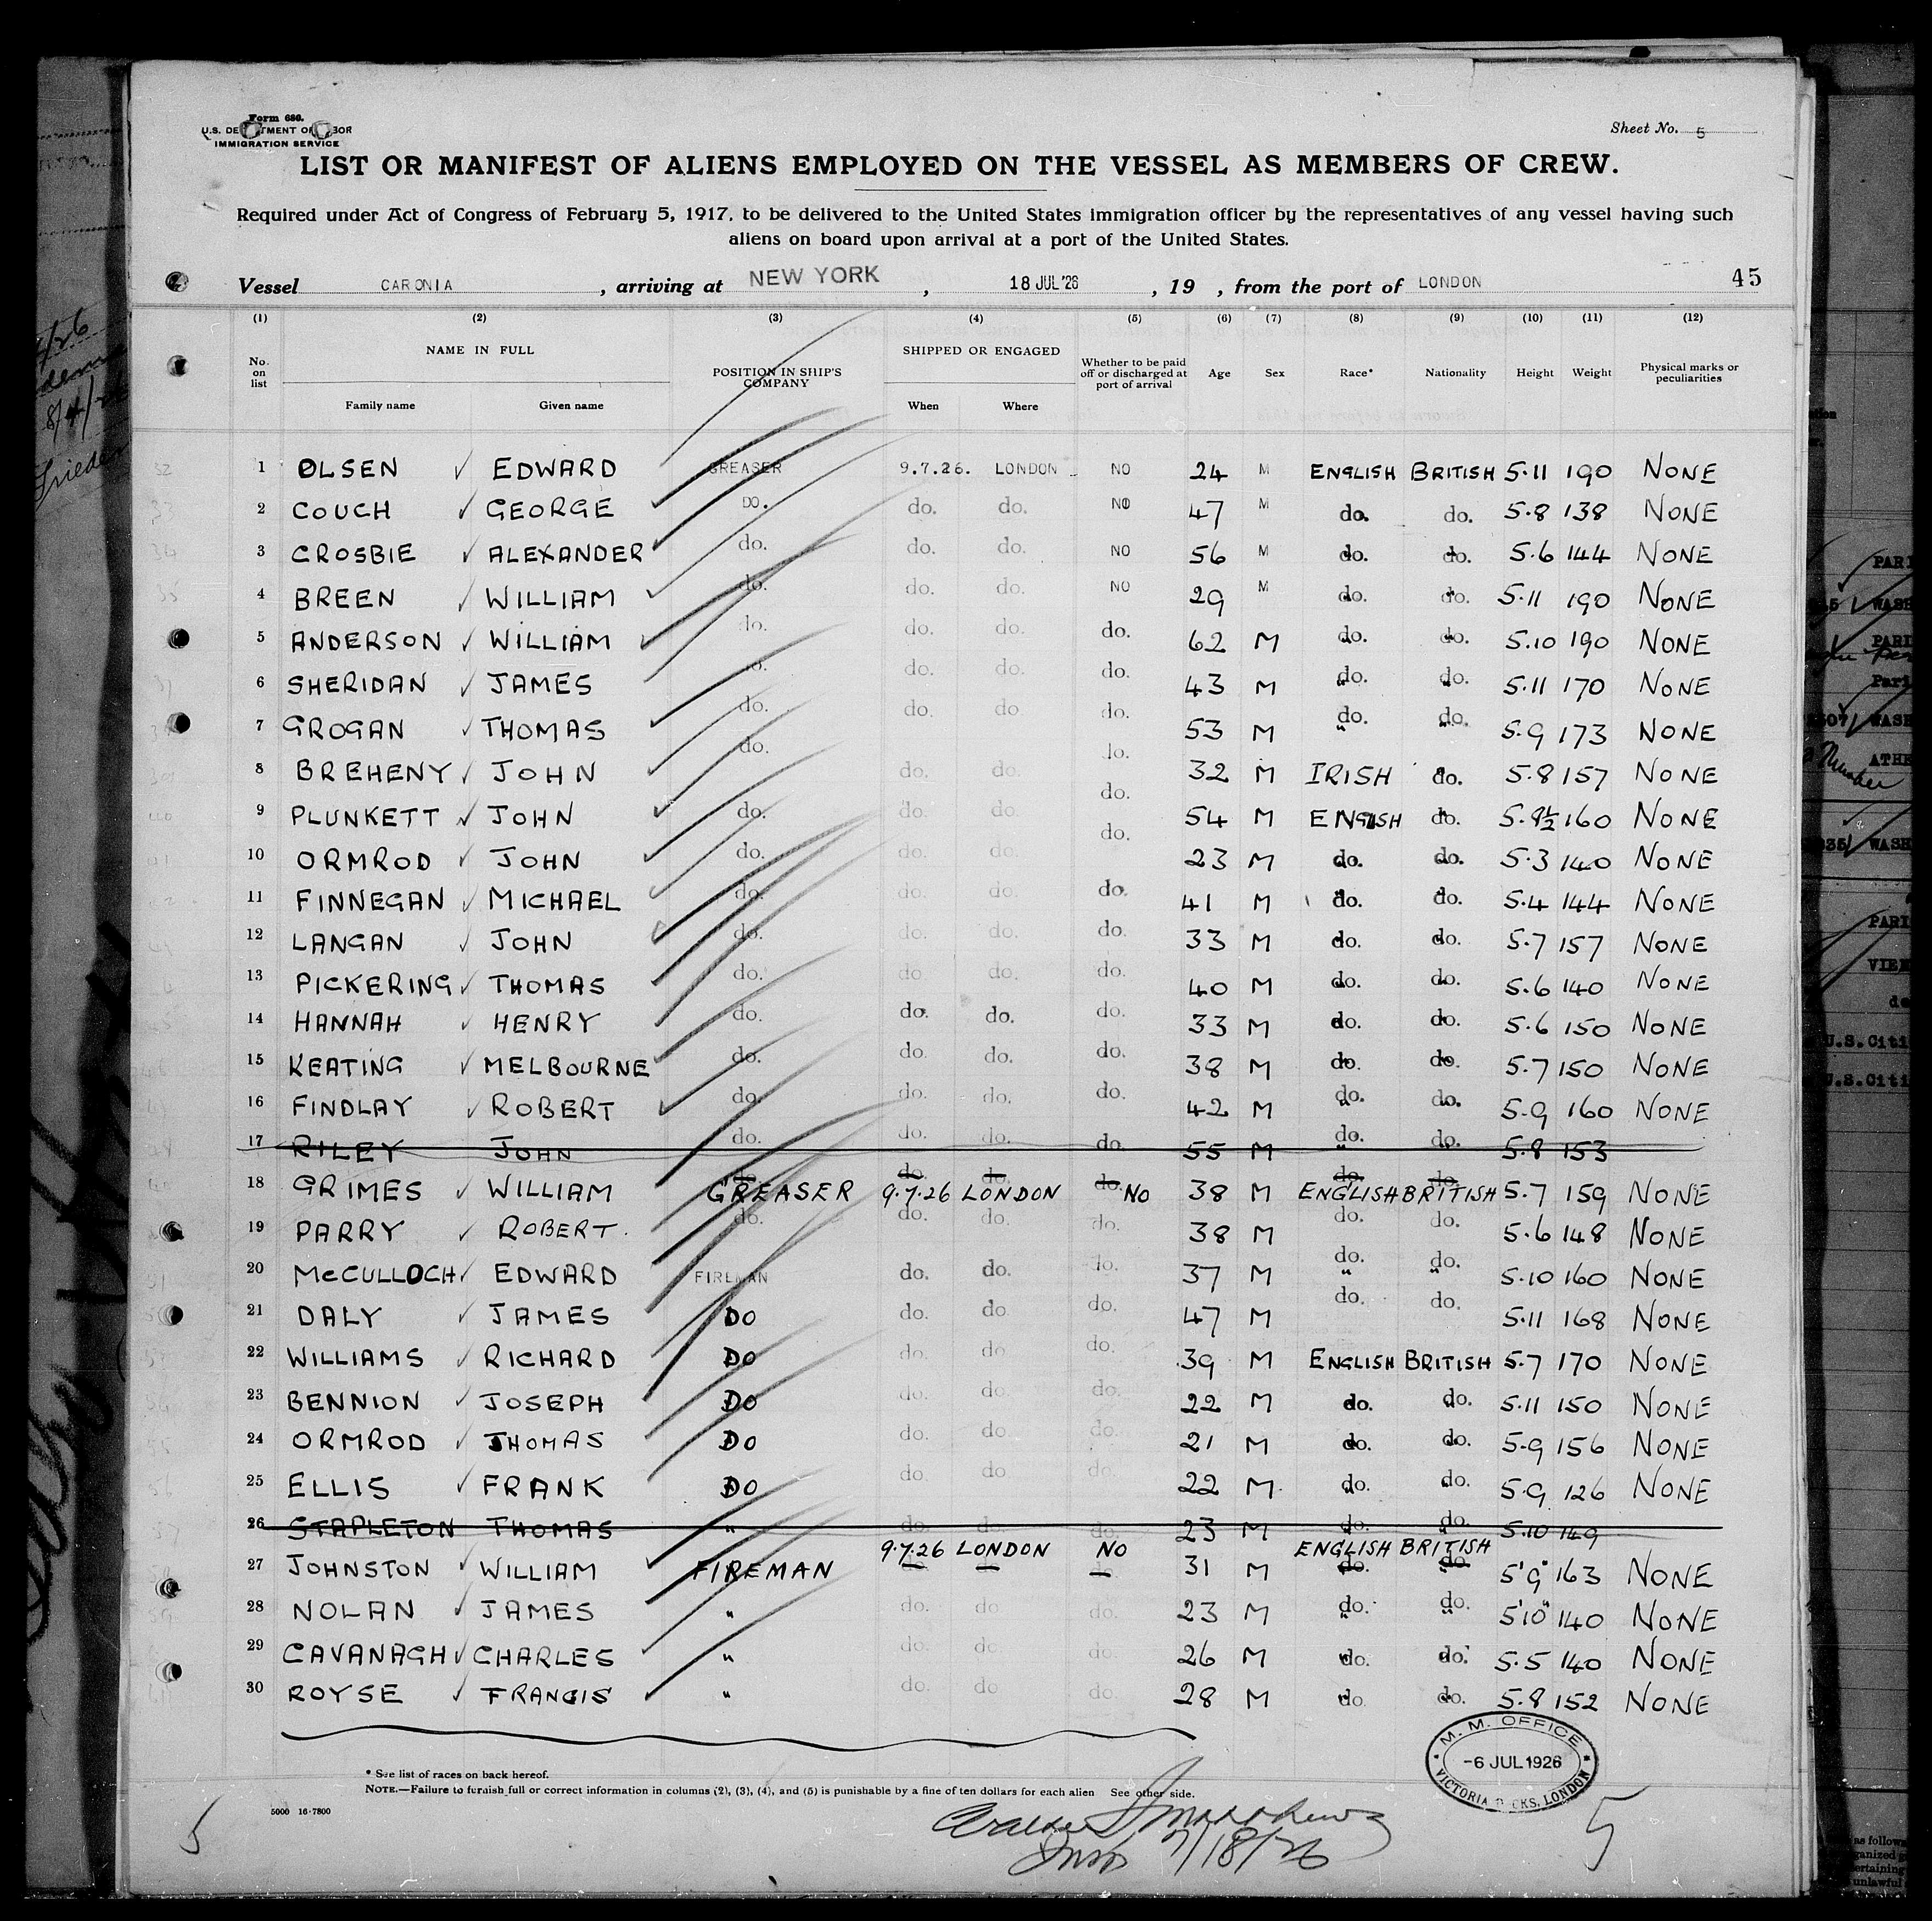 Form 686.
U.S. DE TMENT O BOR
IMMIGRATION SERVICE
Sheet No. 5
LIST OR MANIFEST OF ALIENS EMPLOYED ON THE VESSEL AS MEMBERS OF CREW.
Required under Act of Congress of February 5, 1917, to be delivered to the United States immigration officer by the representatives of any vessel having such
aliens on board upon arrival at a port of the United States.
Vessel CARONIA, arriving at NEW YORK, 18 JUL '26, 19 , from the port of LONDON 45
(1) (2) (3) (4) (5) (6) (7) (8) (9) (10) (11) (12)
No. on list NAME IN FULL Family name Given name POSITION IN SHIP'S COMPANY SHIPPED OR ENGAGED When Where Whether to be paid off or discharged at port of arrival Age Sex Race* Nationality Height Weight Physical marks or peculiarities
1 OLSEN ✓ EDWARD GREASER 9.7.26. LONDON NO 24 M ENGLISH BRITISH 5.11 190 NONE
2 COUCH ✓ GEORGE DO. do. do. NO 47 M do. do. 5.8 138 NONE
3 CROSBIE ✓ ALEXANDER do. do. do. NO 56 M do. do. 5.6 144 NONE
4 BREEN ✓ WILLIAM do. do. do. NO 29 M do. do. 5.11 190 NONE
5 ANDERSON ✓ WILLIAM do. do. do. do. 62 M do. do. 5.10 190 NONE
6 SHERIDAN ✓ JAMES do. do. do. do. 43 M do. do. 5.11 170 NONE
7 GROGAN ✓ THOMAS do. do. do do. 53 M do. do. 5.9 173 NONE
8 BREHENY ✓ JOHN do. do. do. do. 32 M IRISH do. 5.8 157 NONE
9 PLUNKETT ✓ JOHN do. do. do. do. 54 M ENGLISH do. 5.8½ 160 NONE
10 ORMROD ✓ JOHN do. do. do. do. 23 M do. do. 5.3 140 NONE
11 FINNEGAN ✓ MICHAEL do. do. do. do. 41 M do. do. 5.4 144 NONE
12 LANGAN ✓ JOHN do. do. do. do. 33 M do. do. 5.7 157 NONE
13 PICKERING ✓ THOMAS do. do do. do. 40 M do. do. 5.6 140 NONE
14 HANNAH ✓ HENRY do. do. do. do. 33 M do. do. 5.6 150 NONE
15 KEATING ✓ MELBOURNE do. do. do. do. 38 M do. do. 5.7 150 NONE
16 FINDLAY ✓ ROBERT do. do. do. do. 42 M do. do. 5.9 160 NONE
17 RILEY JOHN do. do. do. do. 55 M do. do. 5.8 153
18 GRIMES ✓ WILLIAM GREASER 9.7.26 LONDON NO 38 M ENGLISH BRITISH 5.7 159 NONE
19 PARRY ✓ ROBERT. do. do. do. do. 38 M do. do. 5.6 148 NONE
20 McCULLOCH ✓ EDWARD FIREMAN do. do. do. 37 M do. do. 5.10 160 NONE
21 DALY ✓ JAMES DO do. do. do. 47 M do. do. 5.11 168 NONE
22 WILLIAMS ✓ RICHARD DO do. do do. 39 M ENGLISH BRITISH 5.7 170 NONE
23 BENNION ✓ JOSEPH DO do. do. do. 22 M do. do. 5.11 150 NONE
24 ORMROD ✓ THOMAS DO do. do. do. 21 M do. do. 5.9 156 NONE
25 ELLIS ✓ FRANK DO do. do do. 22 M do. do. 5.9 126 NONE
26 STAPLETON THOMAS " do. do. do. 23 M do. do. 5.10 149
27 JOHNSTON ✓ WILLIAM FIREMAN 9.7.26 LONDON NO 31 M ENGLISH BRITISH 5'9" 163 NONE
28 NOLAN ✓ JAMES " do. do do. 23 M do. do. 5'10" 140 NONE
29 CAVANAGH ✓ CHARLES " do. do do. 26 M do. do. 5.5 140 NONE
30 ROYSE ✓ FRANCIS " do. do do. 28 M do. do. 5.8 152 NONE
M. M. OFFICE
-6 JUL 1926
VICTORIA DOCKS, LONDON
* See list of races on back hereof.
NOTE.—Failure to furnish full or correct information in columns (2), (3), (4), and (5) is punishable by a fine of ten dollars for each alien See other side.
5000 16-7800
5
7/18/26
5